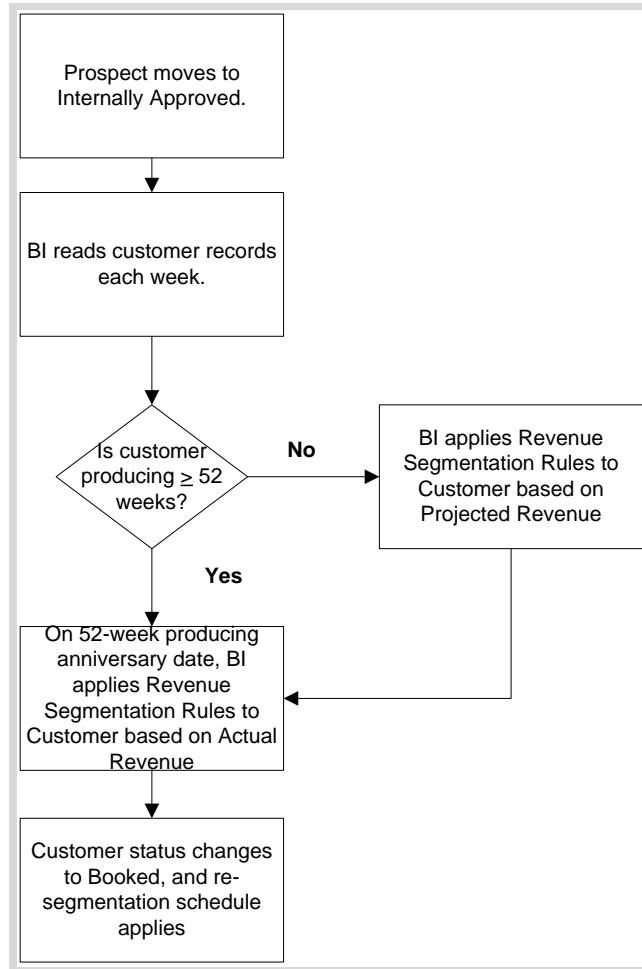 Prospect moves to
Internally Approved.
BI reads customer records
each week.
Is customer
producing ≥ 52
weeks?
No
BI applies Revenue
Segmentation Rules to
Customer based on
Projected Revenue
Yes
On 52-week producing
anniversary date, BI
applies Revenue
Segmentation Rules to
Customer based on Actual
Revenue
Customer status changes
to Booked, and re-
segmentation schedule
applies